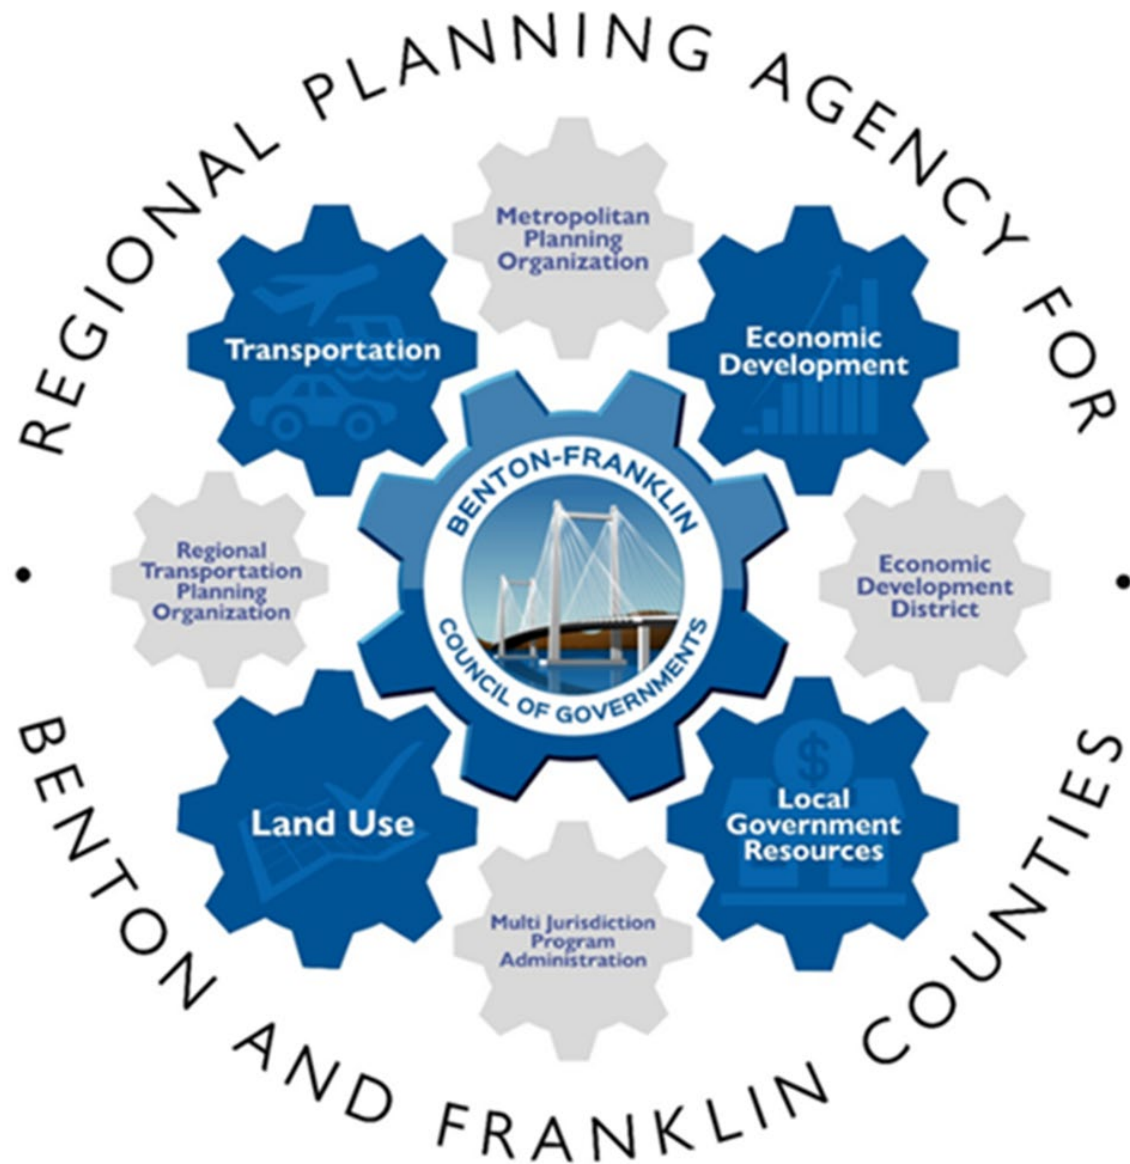 REGIONAL PLANNING AGENCY FOR
Metropolitan
Planning
Organization
Transportation
Economic
Development
BENTON-FRANKLIN
COUNCIL OF GOVERNMENTS
Regional
Transportation
Planning
Organization
Economic
Development
District
Land Use
$
Local
Government
Resources
Multi Jurisdiction
Program
Administration
BENTON AND FRANKLIN COUNTIES